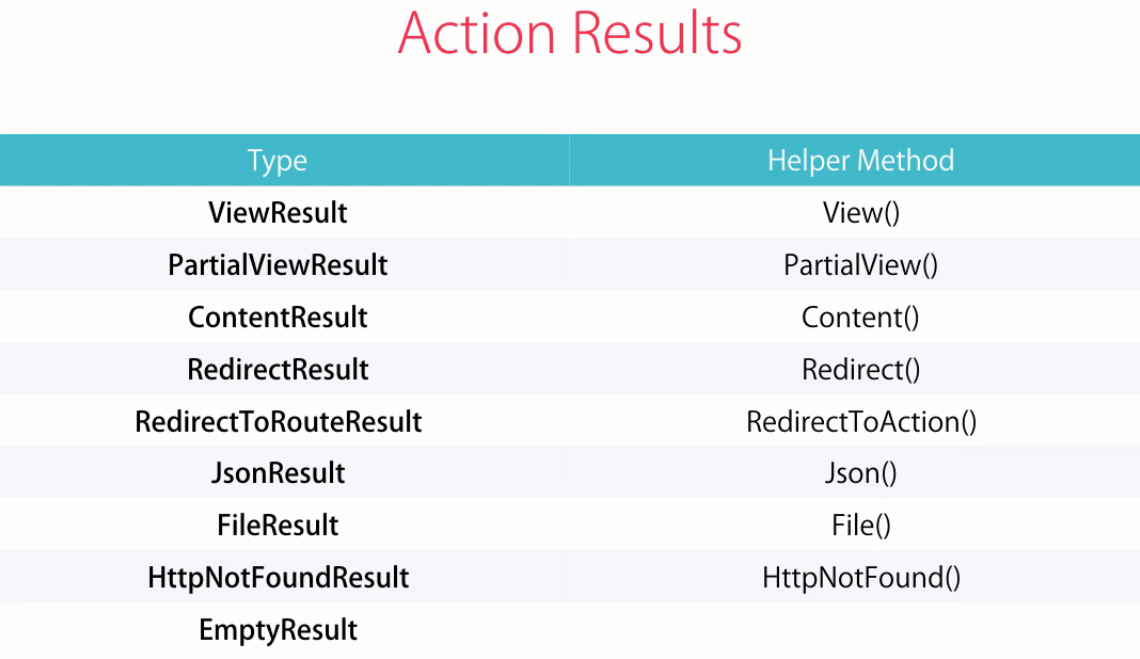 Action Results
Type Helper Method
ViewResult View()
PartialViewResult PartialView()
ContentResult Content()
RedirectResult Redirect()
RedirectToRouteResult RedirectToAction()
JsonResult Json()
FileResult File()
HttpNotFoundResult HttpNotFound()
EmptyResult